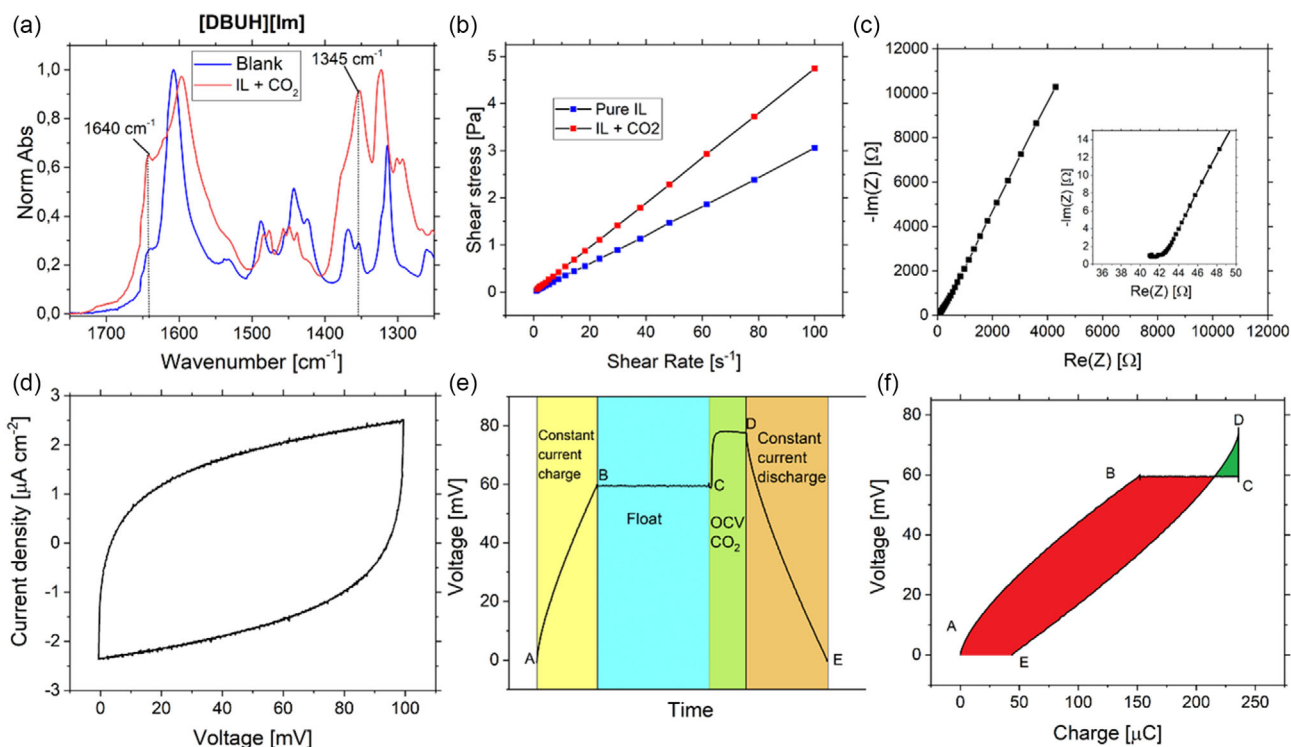 (a)
[DBUH][Im]
Blank
IL + CO2
1640 cm-1
1345 cm-1
1,0
0,8
0,6
0,4
0,2
0,0
Norm Abs
1700
1600
1500
1400
1300
Wavenumber [cm-1]
(b)
Pure IL
IL + CO2
5
4
3
2
1
0
Shear stress [Pa]
0
10
20
30
40
50
60
70
80
90
100
Shear Rate [s-1]
(c)
12000
10000
8000
6000
4000
2000
0
-Im(Z) [Ω]
0
2000
4000
6000
8000
10000
12000
Re(Z) [Ω]
14
12
10
8
6
4
2
0
-Im(Z) [Ω]
36
38
40
42
44
46
48
50
Re(Z) [Ω]
(d)
3
2
1
0
-1
-2
-3
Current density [µA cm-2]
0
20
40
60
80
100
Voltage [mV]
(e)
100
80
60
40
20
0
Voltage [mV]
Constant
current
charge
Float
OCV
CO2
Constant
current
discharge
A
B
C
D
E
Time
(f)
80
60
40
20
0
Voltage [mV]
A
B
C
D
E
0
50
100
150
200
250
Charge [µC]